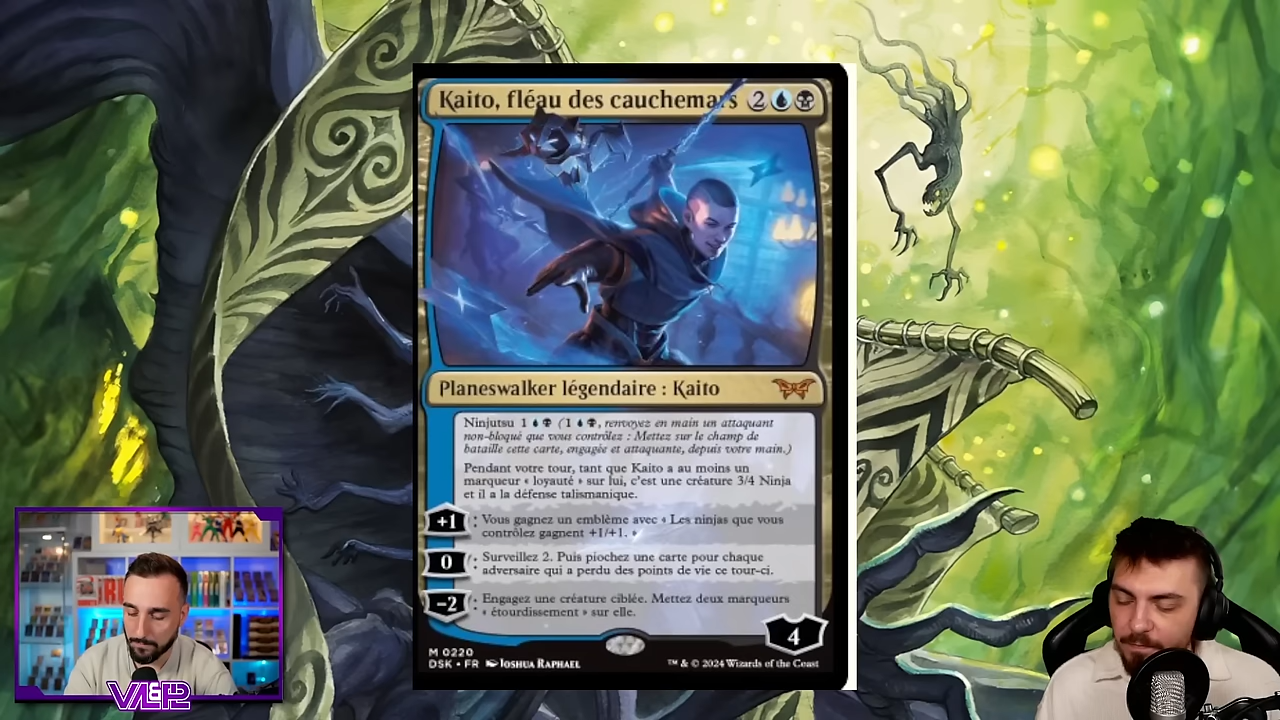 Kaito, fléau des cauchemars 2
Planeswalker légendaire : Kaito
Ninjutsu 1 (1 , renvoyez en main un attaquant
non-bloqué que vous contrôlez : Mettez sur le champ de
bataille cette carte, engagée et attaquante, depuis votre main.)
Pendant votre tour, tant que Kaito a au moins un
marqueur « loyauté » sur lui, c'est une créature 3/4 Ninja
et il a la défense talismanique.
+1 : Vous gagnez un emblème avec « Les ninjas que vous
contrôlez gagnent +1/+1. »
0 : Surveillez 2. Puis piochez une carte pour chaque
adversaire qui a perdu des points de vie ce tour-ci.
-2 : Engagez une créature ciblée. Mettez deux marqueurs
« étourdissement » sur elle.
4
M 0220
DSK • FR Joshua Raphael
™ & © 2024 Wizards of the Coast